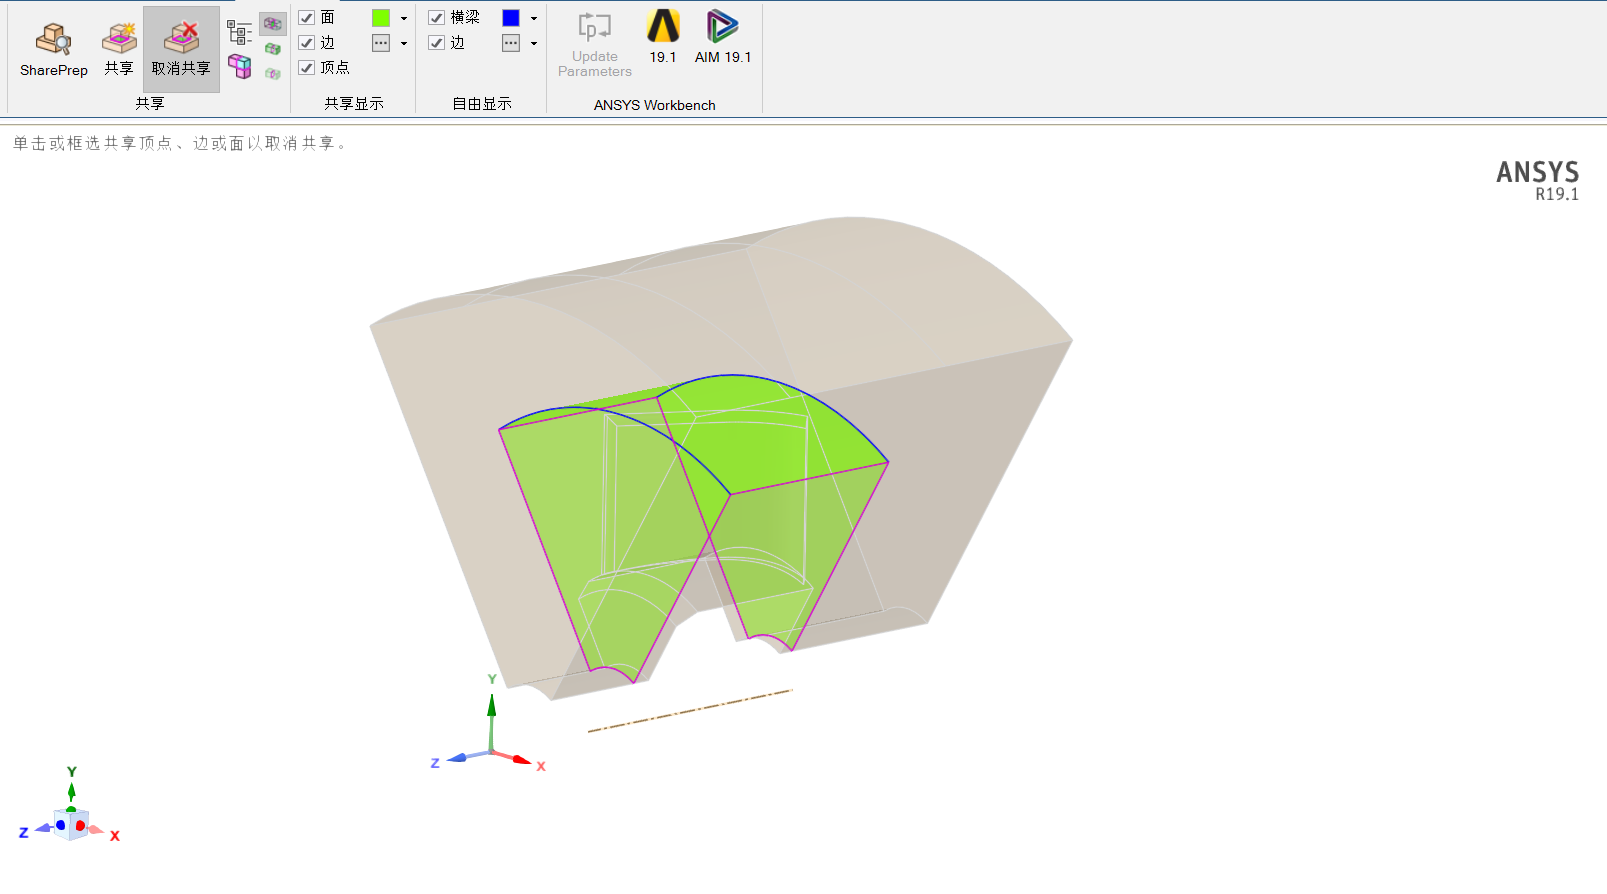 SharePrep
共享
取消共享
共享
面
边
顶点
共享显示
横梁
边
自由显示
Update
Parameters
19.1
AIM 19.1
ANSYS Workbench
单击或框选共享顶点、边或面以取消共享。
ANSYS
R19.1
Y
Z
X
Y
Z
X